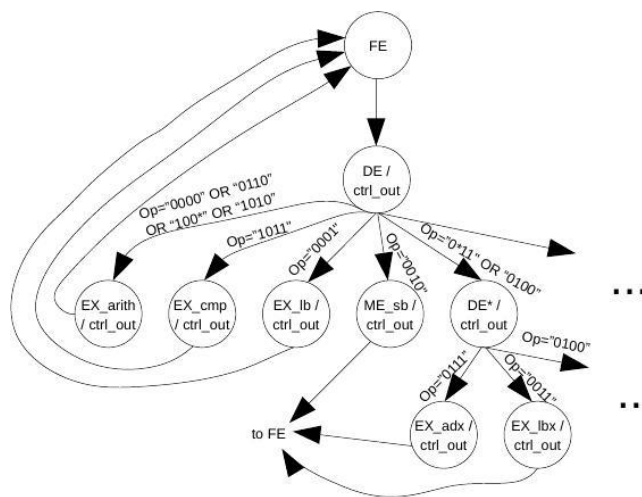 FE
DE /
ctrl_out
Op="0000" OR "0110"
OR "100*" OR "1010"
Op="1011"
Op="0001"
Op="0010"
Op="0*11" OR "0100"
...
EX_arith
/ ctrl_out
EX_cmp
/ ctrl_out
EX_lb /
ctrl_out
ME_sb /
ctrl_out
DE* /
ctrl_out
Op="0100"
Op="0111"
Op="0011"
..
to FE
EX_adx /
ctrl_out
EX_lbx /
ctrl_out